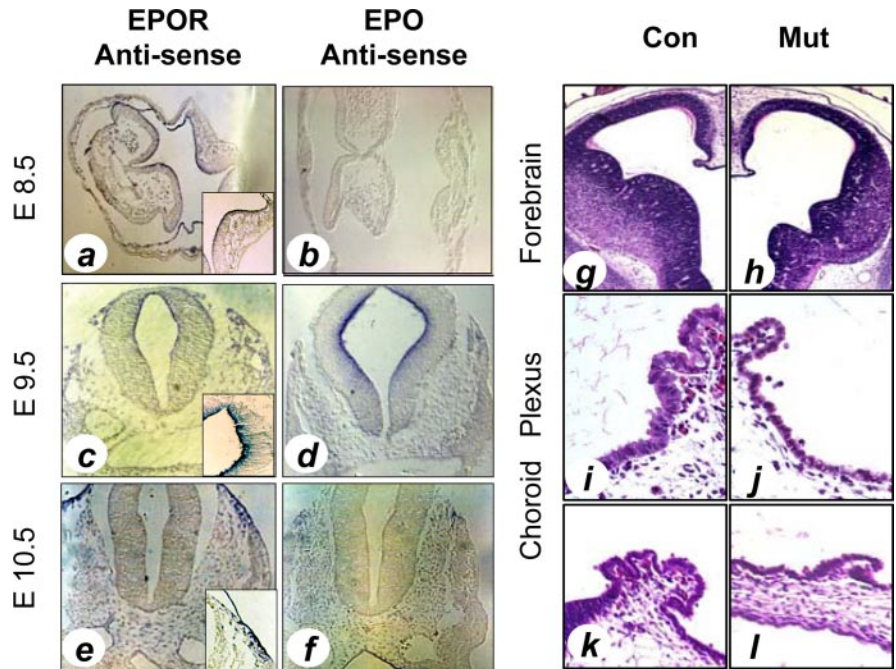 EPOR
Anti-sense
EPO
Anti-sense
E 8.5
a
b
E 9.5
c
d
E 10.5
e
f
Con
Mut
Forebrain
g
h
Choroid Plexus
i
j
k
l